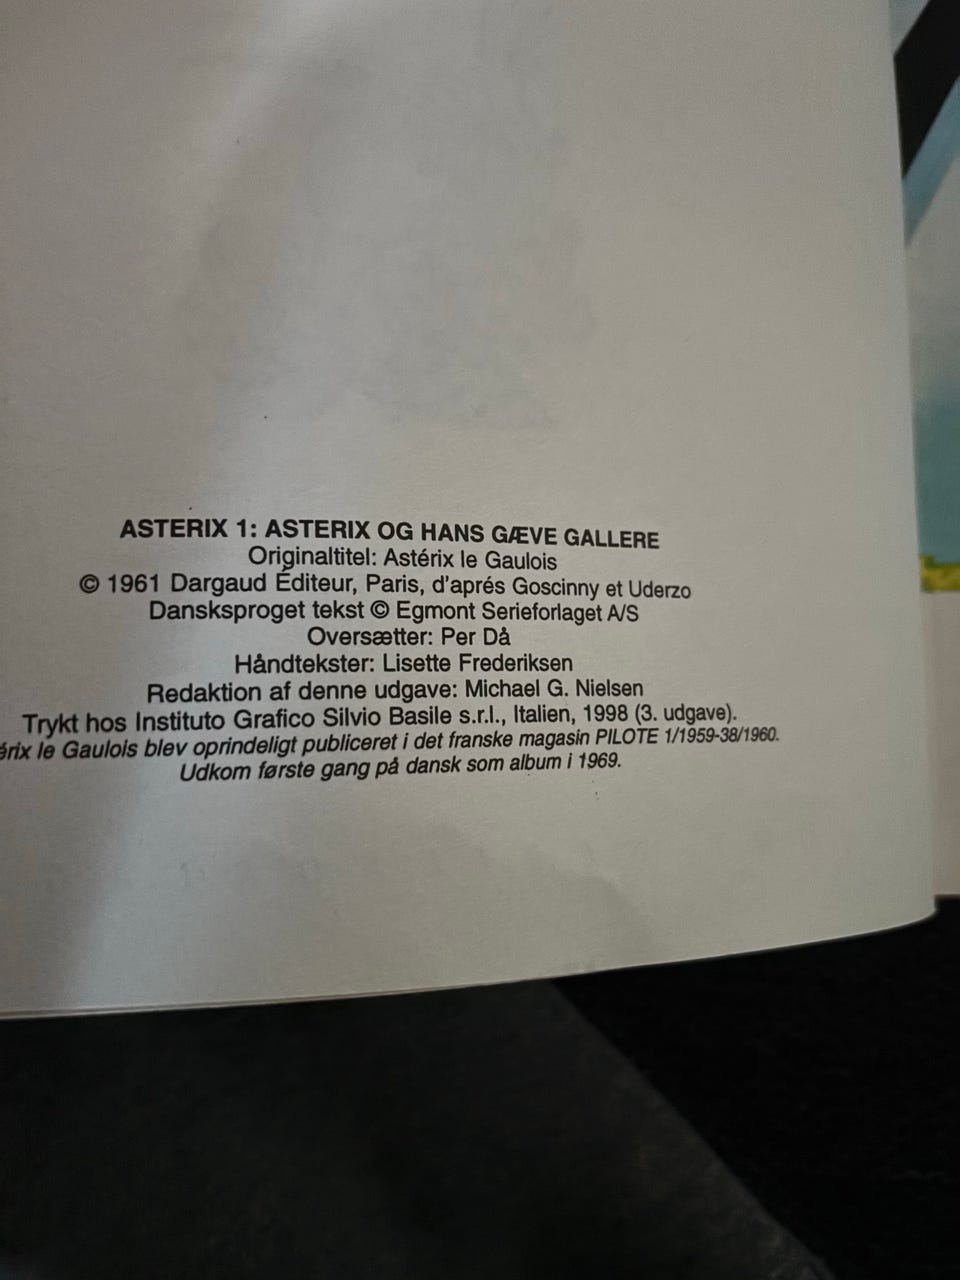 ASTERIX 1: ASTERIX OG HANS GÆVE GALLERE
Originaltitel: Astérix le Gaulois
© 1961 Dargaud Éditeur, Paris, d'aprés Goscinny et Uderzo
Dansksproget tekst © Egmont Serieforlaget A/S
Oversætter: Per Då
Håndtekster: Lisette Frederiksen
Redaktion af denne udgave: Michael G. Nielsen
Trykt hos Instituto Grafico Silvio Basile s.r.l., Italien, 1998 (3. udgave).
érix le Gaulois blev oprindeligt publiceret i det franske magasin PILOTE 1/1959-38/1960.
Udkom første gang på dansk som album i 1969.